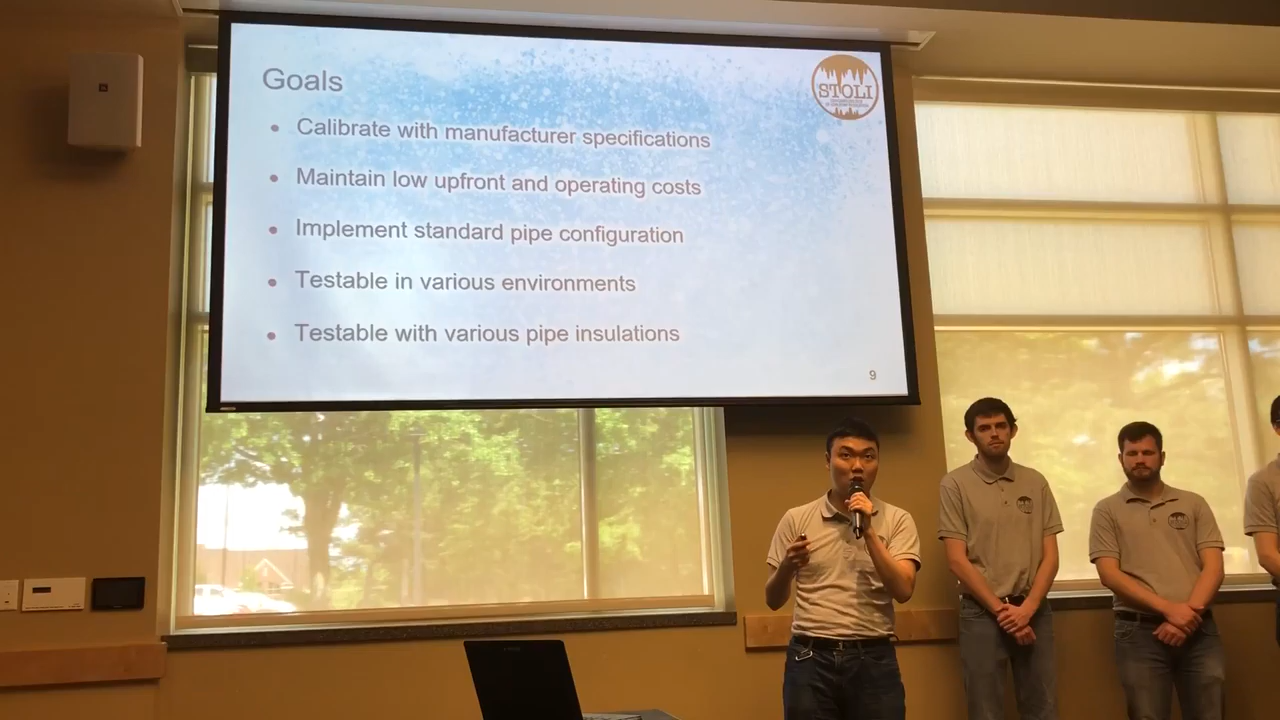 Goals
STOLI
• Calibrate with manufacturer specifications
• Maintain low upfront and operating costs
• Implement standard pipe configuration
• Testable in various environments
• Testable with various pipe insulations
9